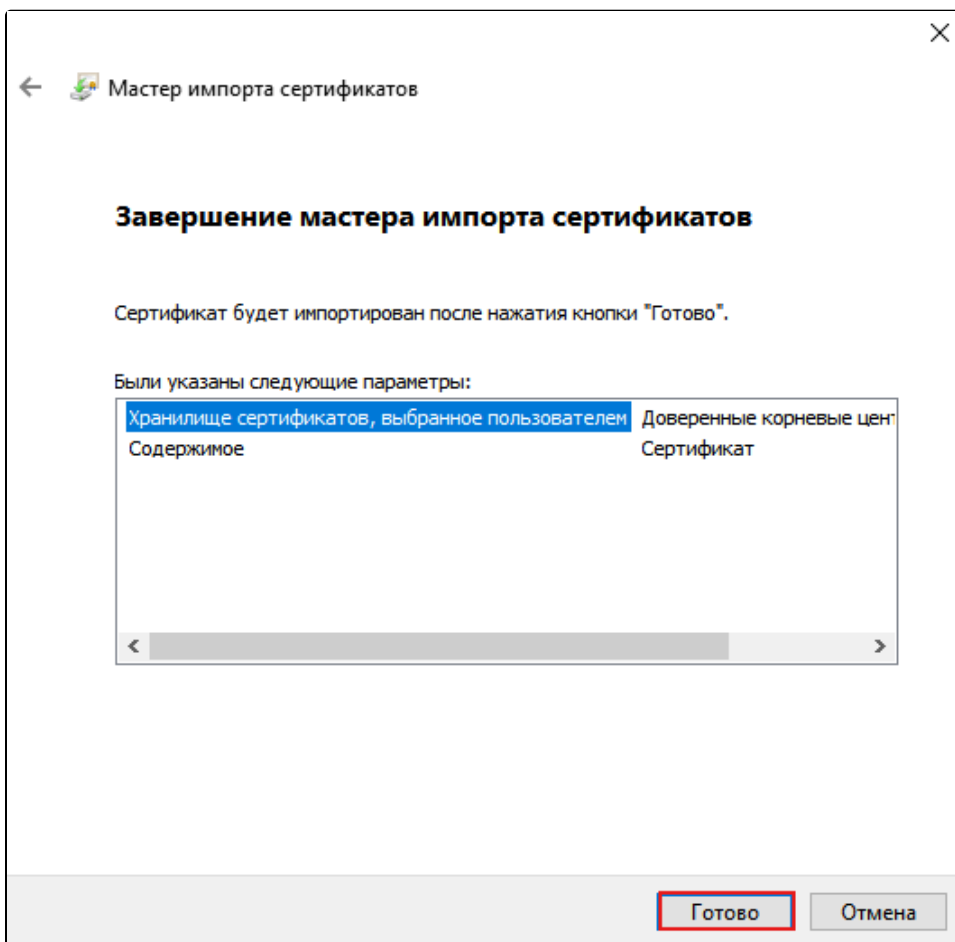 Мастер импорта сертификатов
Завершение мастера импорта сертификатов
Сертификат будет импортирован после нажатия кнопки "Готово".
Были указаны следующие параметры:
Хранилище сертификатов, выбранное пользователем Доверенные корневые цент
Содержимое Сертификат
Готово Отмена